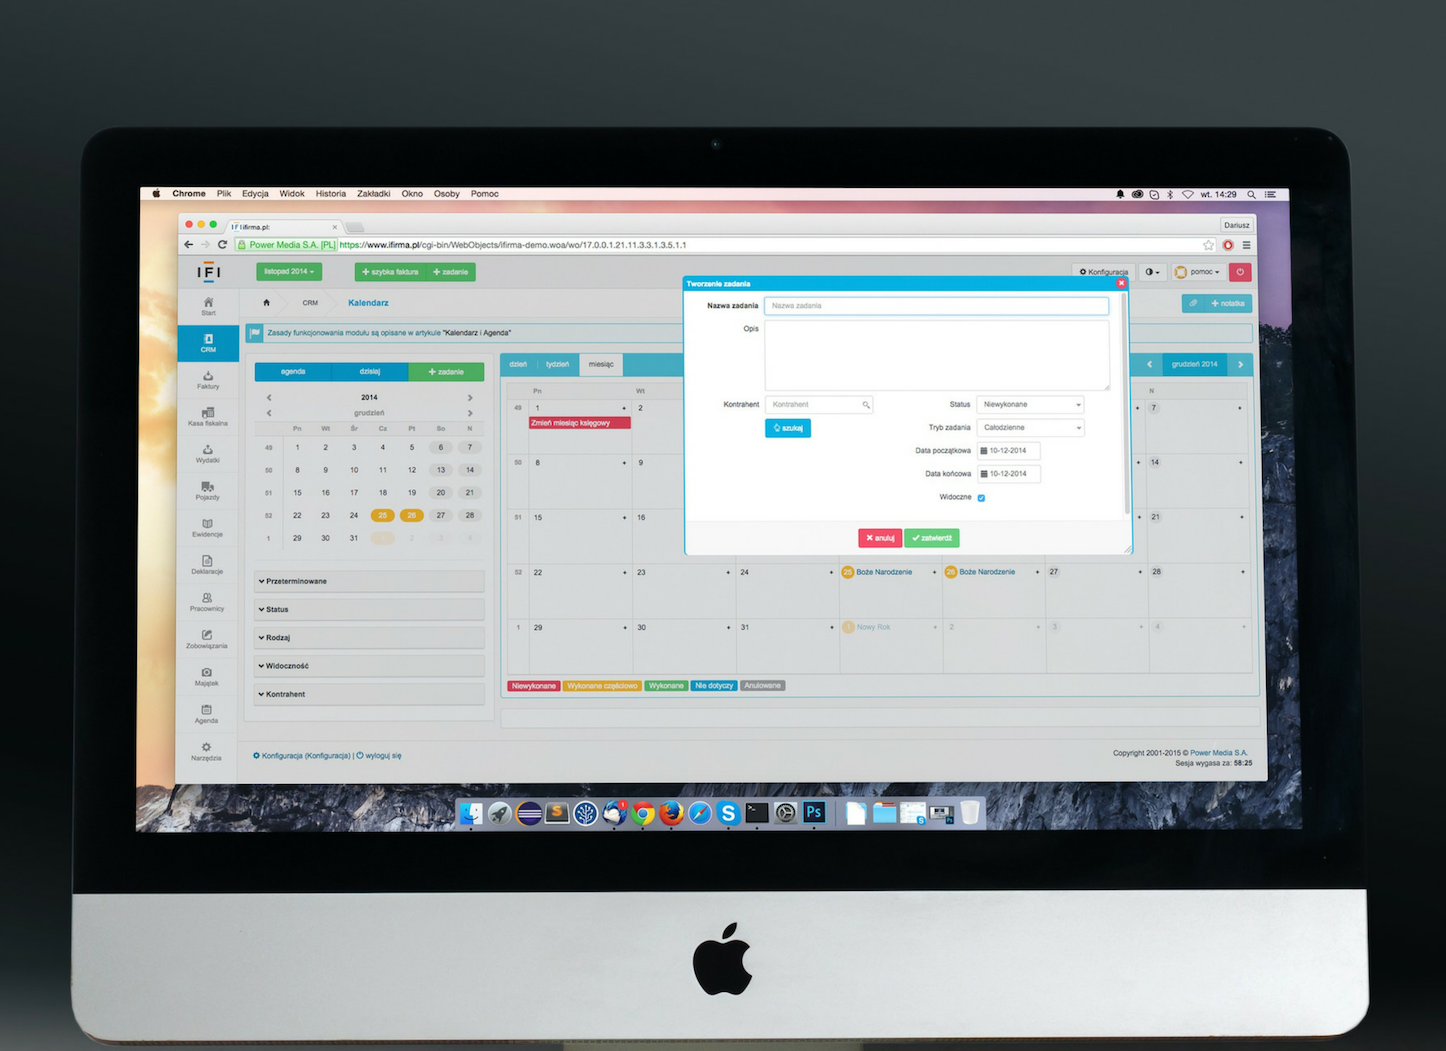 Chrome Plik Edycja Widok Historia Zakładki Okno Osoby Pomoc wt. 14:29
ifirma.pl: Dariusz
Power Media S.A. [PL] https://www.ifirma.pl/cgi-bin/WebObjects/ifirma-demo.woa/wo/17.0.0.1.21.11.3.3.1.3.5.1.1
IFI listopad 2014 + szybka faktura + zadanie Konfiguracja pomoc
Start
CRM
Faktury
Kasa fiskalna
Wydatki
Pojazdy
Ewidencje
Deklaracje
Pracownicy
Zobowiązania
Majątek
Agenda
Narzędzia
CRM Kalendarz + notatka
Zasady funkcjonowania modułu są opisane w artykule "Kalendarz i Agenda"
agenda dzisiaj + zadanie
2014
grudzień
Pn Wt Śr Cz Pt So N
49 1 2 3 4 5 6 7
50 8 9 10 11 12 13 14
51 15 16 17 18 19 20 21
52 22 23 24 25 26 27 28
1 29 30 31 1 2 3 4
Przeterminowane
Status
Rodzaj
Widoczność
Kontrahent
dzień tydzień miesiąc grudzień 2014
Pn Wt N
49 1 + 2 + 7 +
Zmień miesiąc księgowy
50 8 + 9 + 14 +
51 15 + 16 + 21 +
52 22 + 23 + 24 + 25 Boże Narodzenie + 26 Boże Narodzenie + 27 + 28 +
1 29 + 30 + 31 + 1 Nowy Rok + 2 + 3 + 4 +
Niewykonane Wykonane częściowo Wykonane Nie dotyczy Anulowane
Tworzenie zadania
Nazwa zadania Nazwa zadania
Opis
Kontrahent Kontrahent Status Niewykonane
szukaj Tryb zadania Całodzienne
Data początkowa 10-12-2014
Data końcowa 10-12-2014
Widoczne
anuluj zatwierdź
Konfiguracja (Konfiguracja) | wyloguj się Copyright 2001-2015 © Power Media S.A.
Sesja wygasa za: 58:25
S 1 S Ps